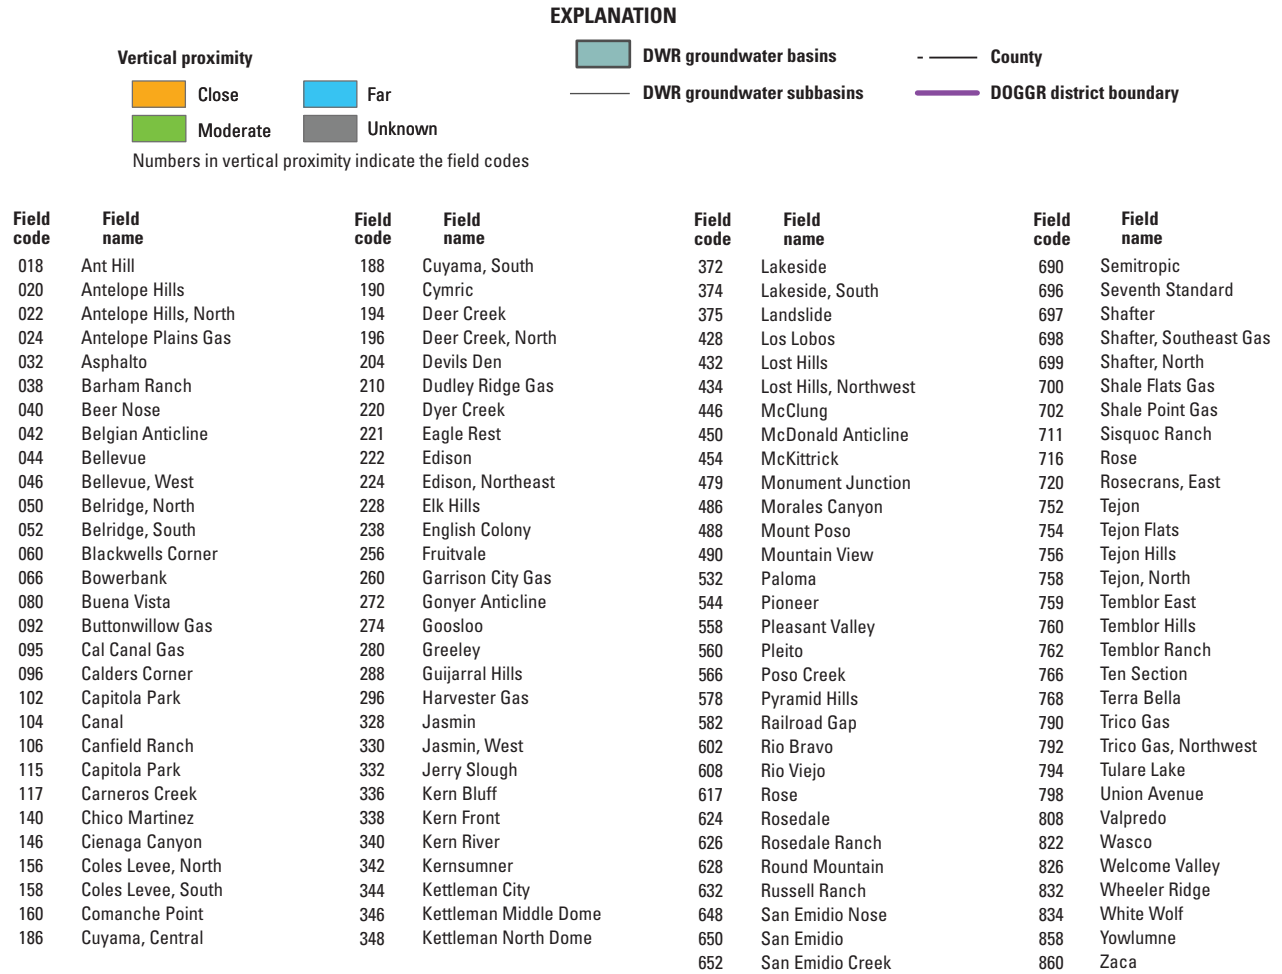 EXPLANATION
Vertical proximity
Close
Far
Moderate
Unknown
Numbers in vertical proximity indicate the field codes
DWR groundwater basins
DWR groundwater subbasins
County
DOGGR district boundary
Field code Field name
018 Ant Hill
020 Antelope Hills
022 Antelope Hills, North
024 Antelope Plains Gas
032 Asphalto
038 Barham Ranch
040 Beer Nose
042 Belgian Anticline
044 Bellevue
046 Bellevue, West
050 Belridge, North
052 Belridge, South
060 Blackwells Corner
066 Bowerbank
080 Buena Vista
092 Buttonwillow Gas
095 Cal Canal Gas
096 Calders Corner
102 Capitola Park
104 Canal
106 Canfield Ranch
115 Capitola Park
117 Carneros Creek
140 Chico Martinez
146 Cienaga Canyon
156 Coles Levee, North
158 Coles Levee, South
160 Comanche Point
186 Cuyama, Central
Field code Field name
188 Cuyama, South
190 Cymric
194 Deer Creek
196 Deer Creek, North
204 Devils Den
210 Dudley Ridge Gas
220 Dyer Creek
221 Eagle Rest
222 Edison
224 Edison, Northeast
228 Elk Hills
238 English Colony
256 Fruitvale
260 Garrison City Gas
272 Gonyer Anticline
274 Goosloo
280 Greeley
288 Guijarral Hills
296 Harvester Gas
328 Jasmin
330 Jasmin, West
332 Jerry Slough
336 Kern Bluff
338 Kern Front
340 Kern River
342 Kernsumner
344 Kettleman City
346 Kettleman Middle Dome
348 Kettleman North Dome
Field code Field name
372 Lakeside
374 Lakeside, South
375 Landslide
428 Los Lobos
432 Lost Hills
434 Lost Hills, Northwest
446 McClung
450 McDonald Anticline
454 McKittrick
479 Monument Junction
486 Morales Canyon
488 Mount Poso
490 Mountain View
532 Paloma
544 Pioneer
558 Pleasant Valley
560 Pleito
566 Poso Creek
578 Pyramid Hills
582 Railroad Gap
602 Rio Bravo
608 Rio Viejo
617 Rose
624 Rosedale
626 Rosedale Ranch
628 Round Mountain
632 Russell Ranch
648 San Emidio Nose
650 San Emidio
652 San Emidio Creek
Field code Field name
690 Semitropic
696 Seventh Standard
697 Shafter
698 Shafter, Southeast Gas
699 Shafter, North
700 Shale Flats Gas
702 Shale Point Gas
711 Sisquoc Ranch
716 Rose
720 Rosecrans, East
752 Tejon
754 Tejon Flats
756 Tejon Hills
758 Tejon, North
759 Temblor East
760 Temblor Hills
762 Temblor Ranch
766 Ten Section
768 Terra Bella
790 Trico Gas
792 Trico Gas, Northwest
794 Tulare Lake
798 Union Avenue
808 Valpredo
822 Wasco
826 Welcome Valley
832 Wheeler Ridge
834 White Wolf
858 Yowlumne
860 Zaca